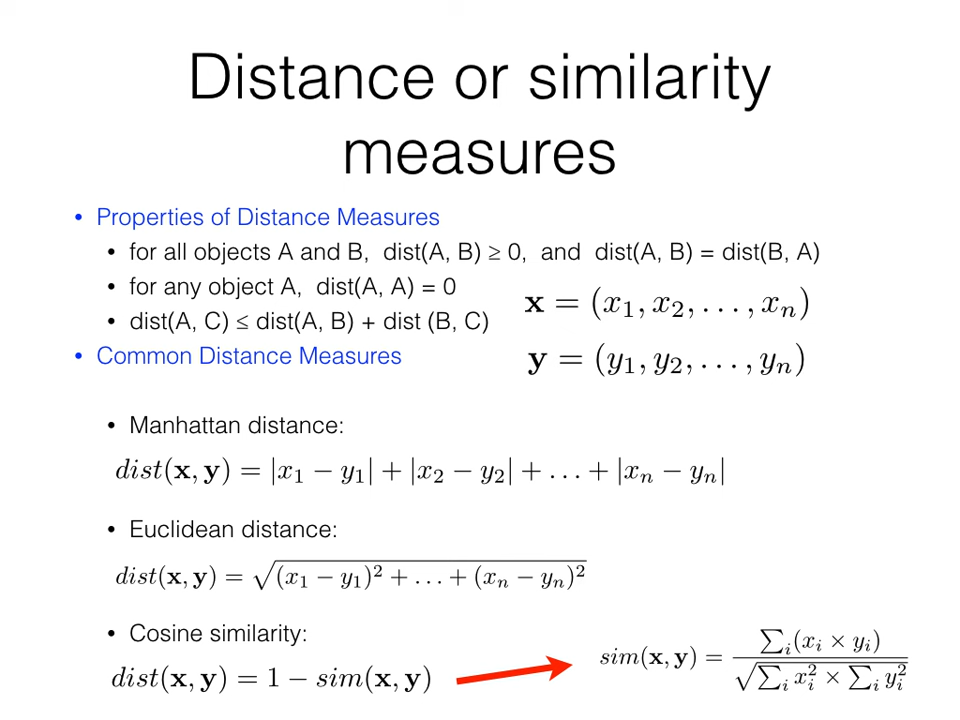 Distance or similarity
measures
• Properties of Distance Measures
• for all objects A and B, dist(A, B) ≥ 0, and dist(A, B) = dist(B, A)
• for any object A, dist(A, A) = 0
• dist(A, C) ≤ dist(A, B) + dist (B, C)
x = (x₁, x₂, . . . , xₙ)
• Common Distance Measures
y = (y₁, y₂, . . . , yₙ)
• Manhattan distance:
dist(x, y) = |x₁ − y₁| + |x₂ − y₂| + . . . + |xₙ − yₙ|
• Euclidean distance:
dist(x, y) = √((x₁ − y₁)² + . . . + (xₙ − yₙ)²)
• Cosine similarity:
dist(x, y) = 1 − sim(x, y)
sim(x, y) = ∑ᵢ(xᵢ × yᵢ) / √(∑ᵢ xᵢ² × ∑ᵢ yᵢ²)